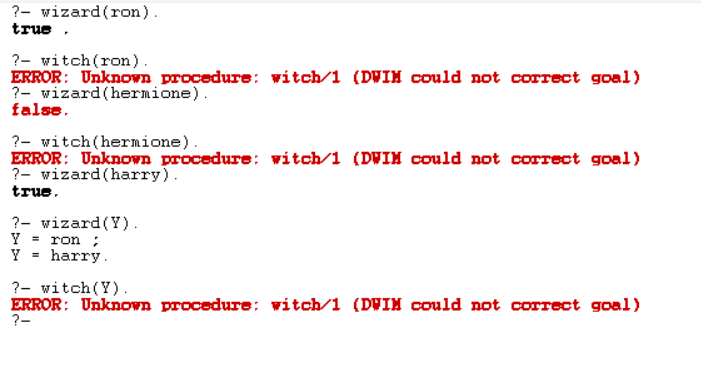 ?- wizard(ron).
true .
?- witch(ron).
ERROR: Unknown procedure: witch/1 (DWIM could not correct goal)
?- wizard(hermione).
false.
?- witch(hermione).
ERROR: Unknown procedure: witch/1 (DWIM could not correct goal)
?- wizard(harry).
true.
?- wizard(Y).
Y = ron ;
Y = harry.
?- witch(Y).
ERROR: Unknown procedure: witch/1 (DWIM could not correct goal)
?-